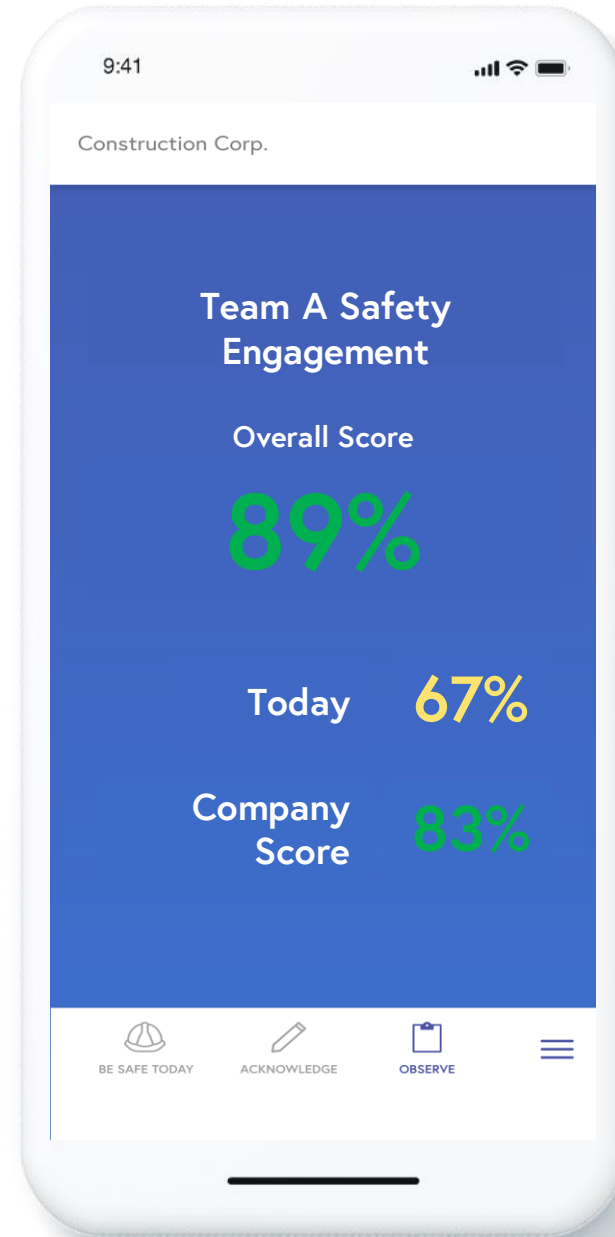 9:41
Construction Corp.
Team A Safety
Engagement
Overall Score
89%
Today 67%
Company
Score 83%
BE SAFE TODAY ACKNOWLEDGE OBSERVE